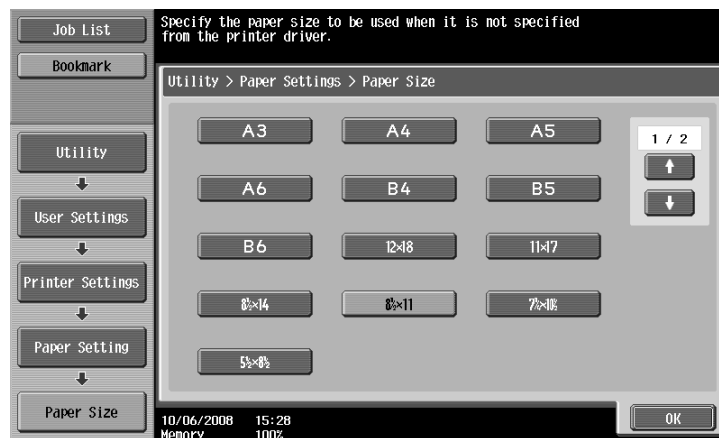 Job List
Bookmark
Specify the paper size to be used when it is not specified
from the printer driver.
Utility > Paper Settings > Paper Size
Utility
User Settings
Printer Settings
Paper Setting
Paper Size
A3 A4 A5
A6 B4 B5
B6 12×18 11×17
8½×14 8½×11 7¼×10½
5½×8½
1 / 2
10/06/2008 15:28
Memory 100%
OK